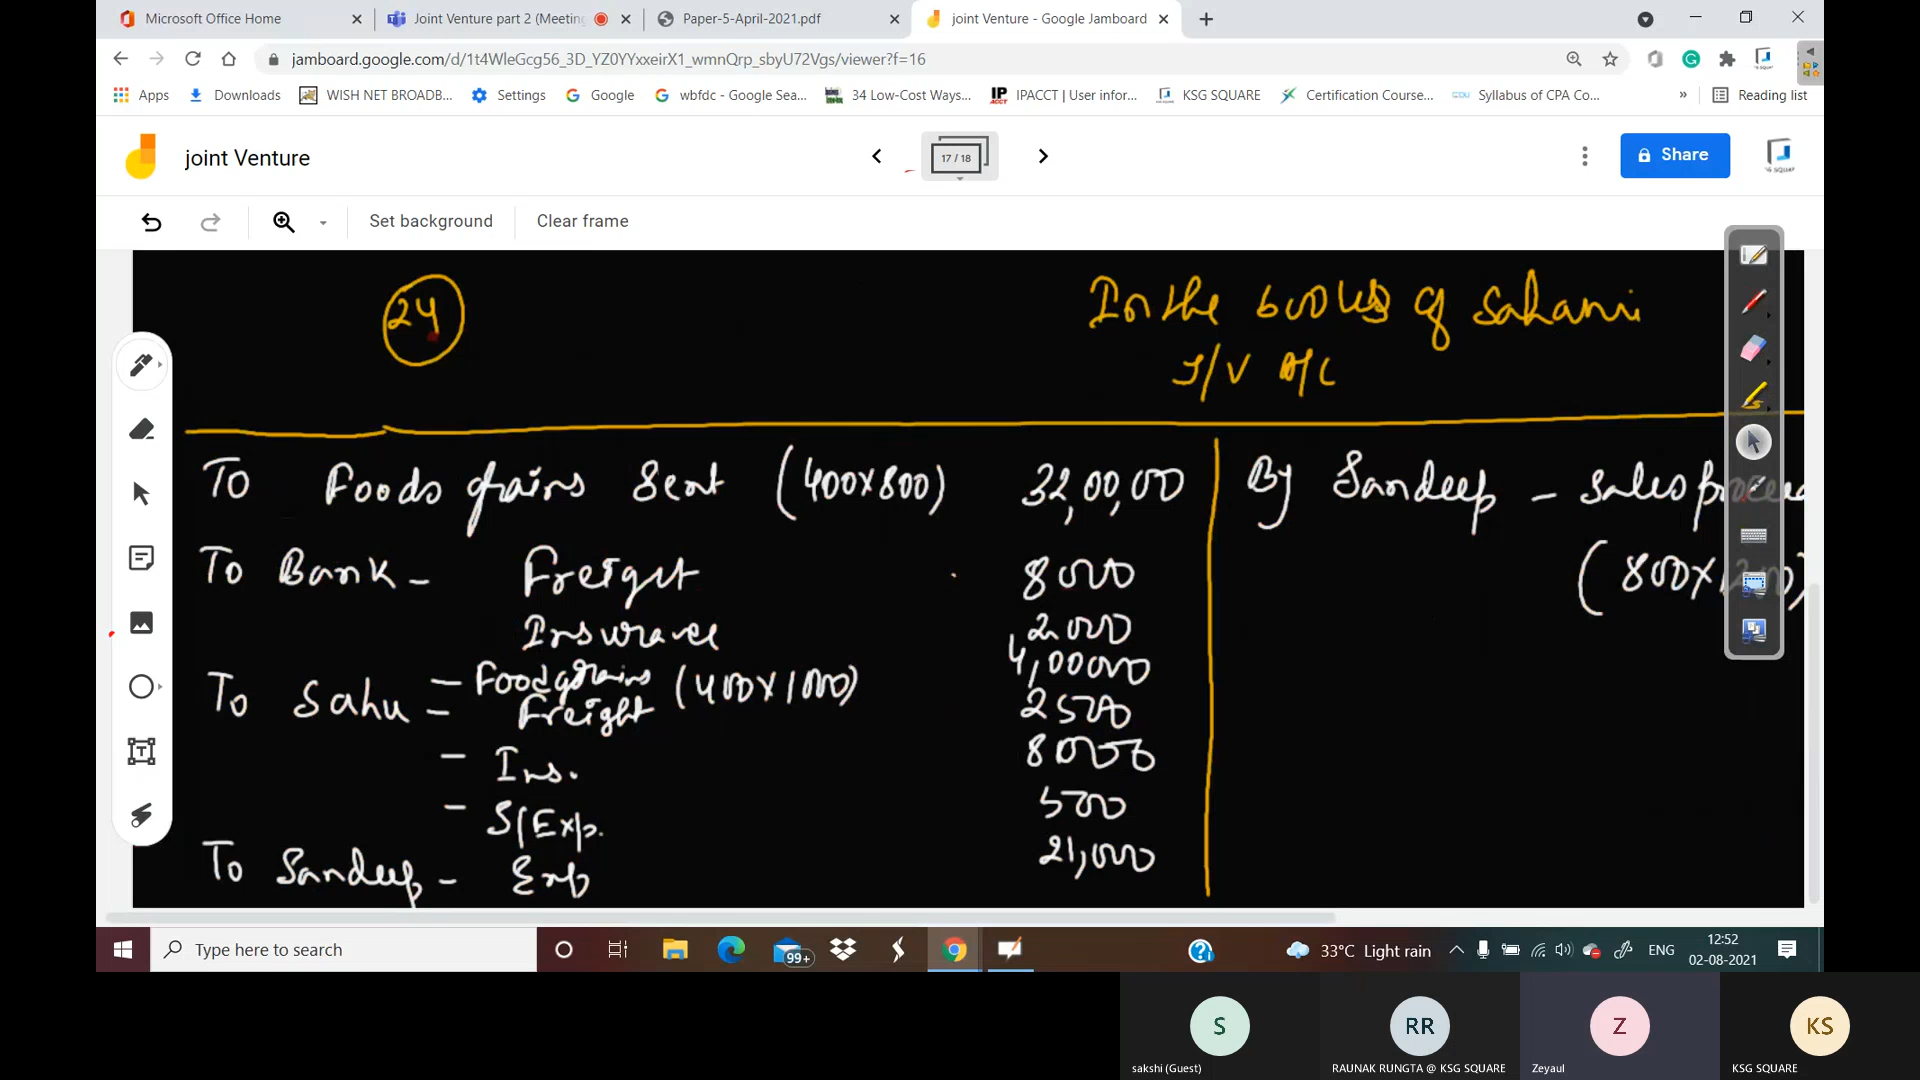 Microsoft Office Home
Joint Venture part 2 (Meetin
Paper-5-April-2021.pdf
joint Venture - Google Jamboard
jamboard.google.com/d/1t4WleGcg56_3D_YZ0YYxxeirX1_wmnQrp_sbyU72Vgs/viewer?f=16
Apps
Downloads
WISH NET BROADB...
Settings
Google
wbfdc - Google Sea...
34 Low-Cost Ways...
IPACCT | User infor...
KSG SQUARE
Certification Course...
Syllabus of CPA Co...
»
Reading list
joint Venture
17 / 18
Share
Set background
Clear frame
24
In the books of Sahani
J/V A/C
To Foods grains Sent (400x800) 32,00,00
By Sandeep - Sales
To Bank - Freight 8000
(800x
Insurance 2000
To Sahu - Foodgrains (400x1000) 4,00000
- Freight 2500
- Ins. 8000
- S/Exp. 500
To Sandeep - Exp 21,000
Type here to search
99+
33°C Light rain
ENG
12:52
02-08-2021
S
RR
Z
KS
sakshi (Guest)
RAUNAK RUNGTA @ KSG SQUARE
Zeyaul
KSG SQUARE